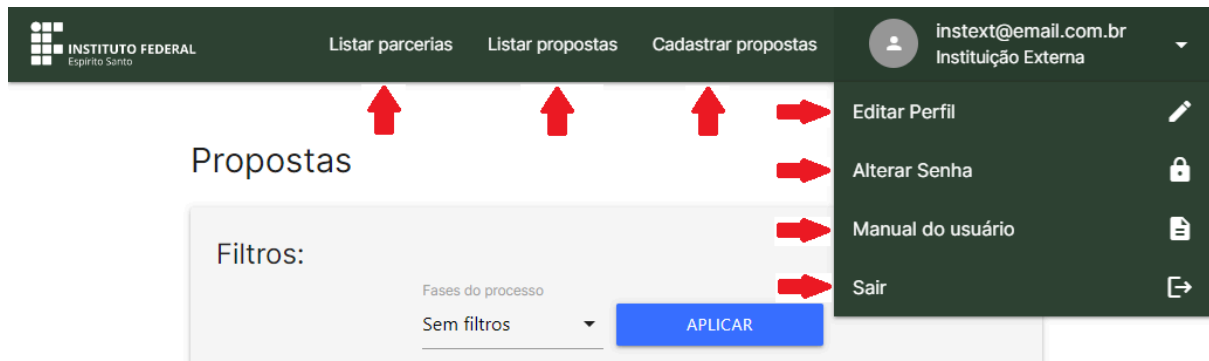 INSTITUTO FEDERAL
Espírito Santo
Listar parcerias
Listar propostas
Cadastrar propostas
instext@email.com.br
Instituição Externa
Editar Perfil
Alterar Senha
Manual do usuário
Sair
Propostas
Filtros:
Fases do processo
Sem filtros
APLICAR